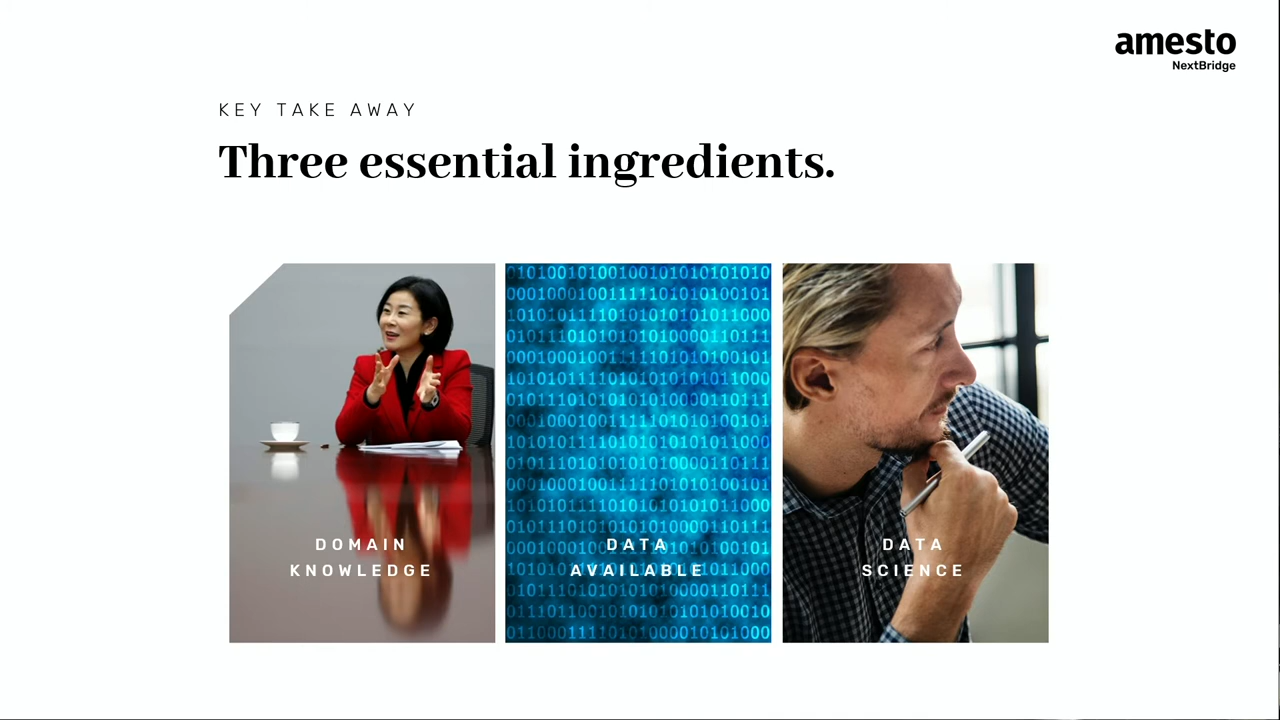 amesto
NextBridge
KEY TAKE AWAY
Three essential ingredients.
DOMAIN
KNOWLEDGE
DATA
AVAILABLE
DATA
SCIENCE